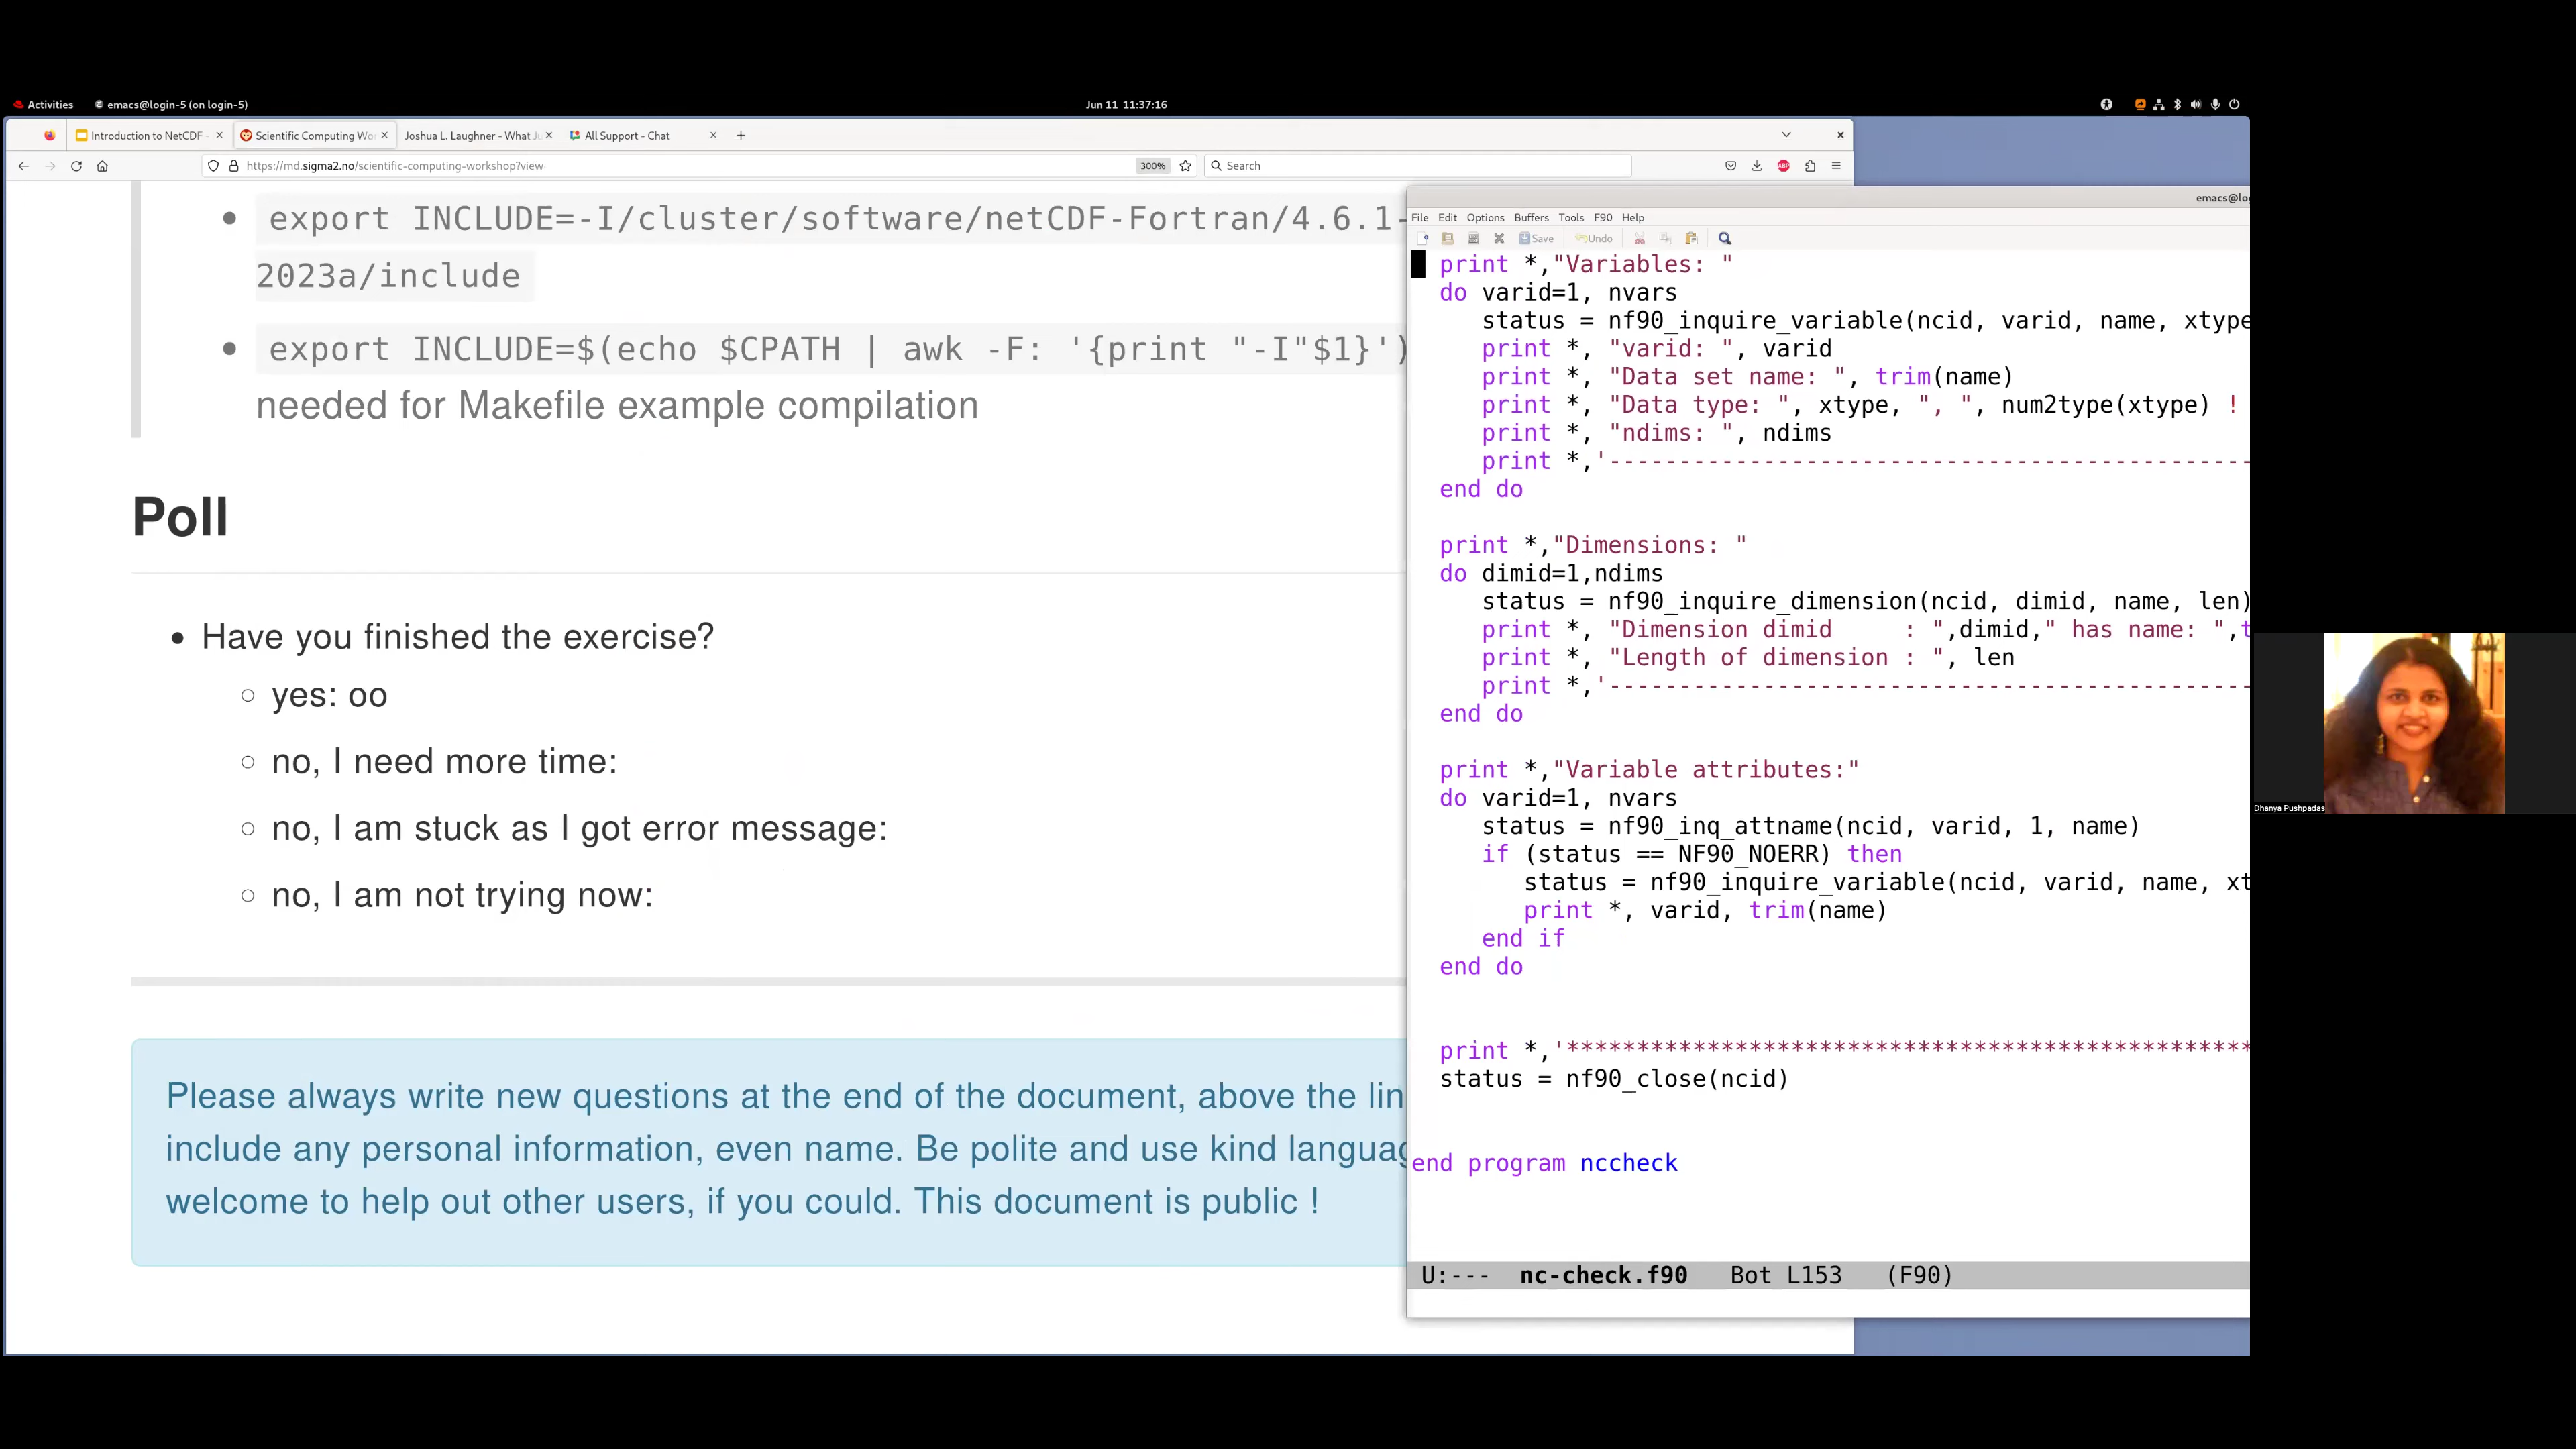 Activities
emacs@login-5 (on login-5)
Jun 11 11:37:16
Introduction to NetCDF -
Scientific Computing Wo
Joshua L. Laughner - What J
All Support - Chat
https://md.sigma2.no/scientific-computing-workshop?view
300%
Search
export INCLUDE=-I/cluster/software/netCDF-Fortran/4.6.1-
2023a/include
export INCLUDE=$(echo $CPATH | awk -F: '{print "-I"$1}')
needed for Makefile example compilation
Poll
Have you finished the exercise?
yes: oo
no, I need more time:
no, I am stuck as I got error message:
no, I am not trying now:
Please always write new questions at the end of the document, above the lin
include any personal information, even name. Be polite and use kind languag
welcome to help out other users, if you could. This document is public !
emacs@lo
File Edit Options Buffers Tools F90 Help
Save Undo
print *,"Variables: "
do varid=1, nvars
status = nf90_inquire_variable(ncid, varid, name, xtype
print *, "varid: ", varid
print *, "Data set name: ", trim(name)
print *, "Data type: ", xtype, ", ", num2type(xtype) !
print *, "ndims: ", ndims
print *,'----------------------------------------------
end do
print *,"Dimensions: "
do dimid=1,ndims
status = nf90_inquire_dimension(ncid, dimid, name, len)
print *, "Dimension dimid     : ",dimid," has name: ",t
print *, "Length of dimension : ", len
print *,'----------------------------------------------
end do
print *,"Variable attributes:"
do varid=1, nvars
status = nf90_inq_attname(ncid, varid, 1, name)
if (status == NF90_NOERR) then
status = nf90_inquire_variable(ncid, varid, name, xt
print *, varid, trim(name)
end if
end do
print *,'*************************************************
status = nf90_close(ncid)
end program nccheck
U:--- nc-check.f90 Bot L153 (F90)
Dhanya Pushpadas